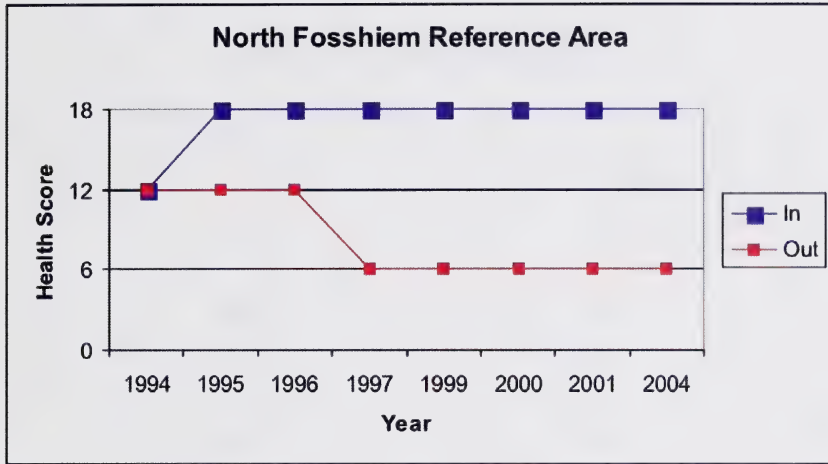 North Fosshiem Reference Area
Health Score
18
12
6
0
1994 1995 1996 1997 1999 2000 2001 2004
Year
In
Out